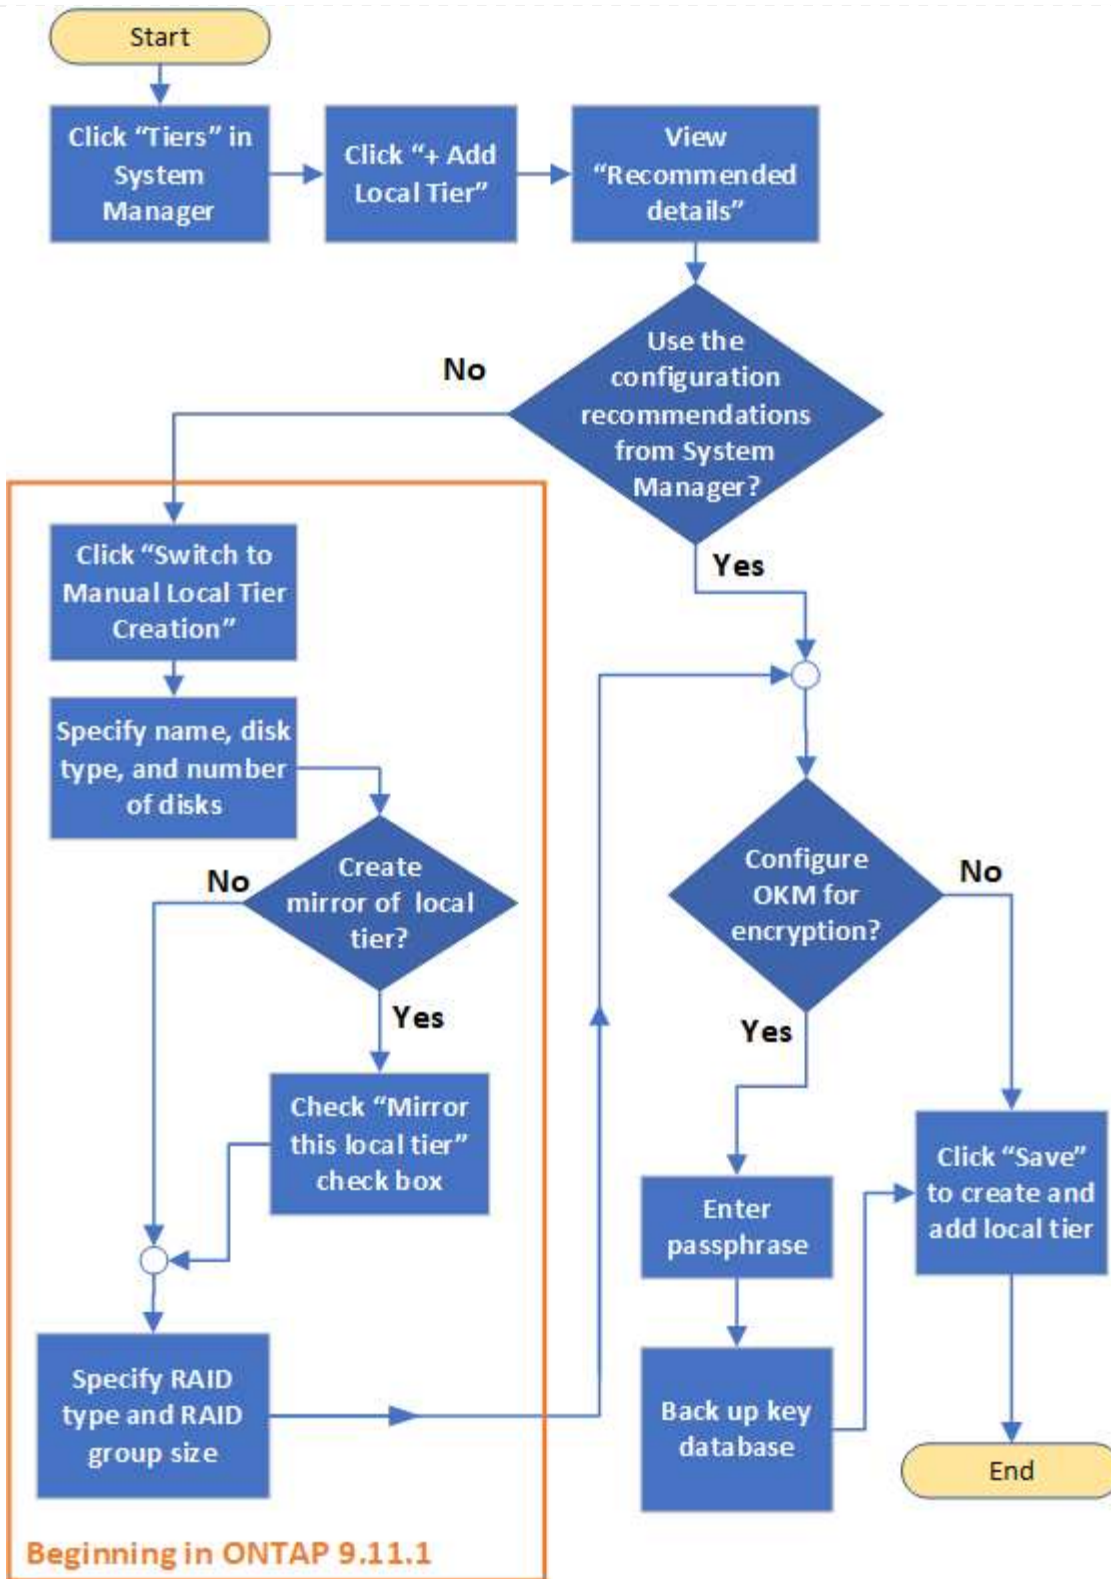 Start
Click “Tiers” in
System
Manager
Click “+ Add
Local Tier”
View
“Recommended
details”
Use the
configuration
recommendations
from System
Manager?
No
Yes
Click “Switch to
Manual Local Tier
Creation”
Specify name, disk
type, and number
of disks
Create
mirror of local
tier?
No
Yes
Check “Mirror
this local tier”
check box
Specify RAID
type and RAID
group size
Beginning in ONTAP 9.11.1
Configure
OKM for
encryption?
No
Yes
Enter
passphrase
Back up key
database
Click “Save”
to create and
add local tier
End